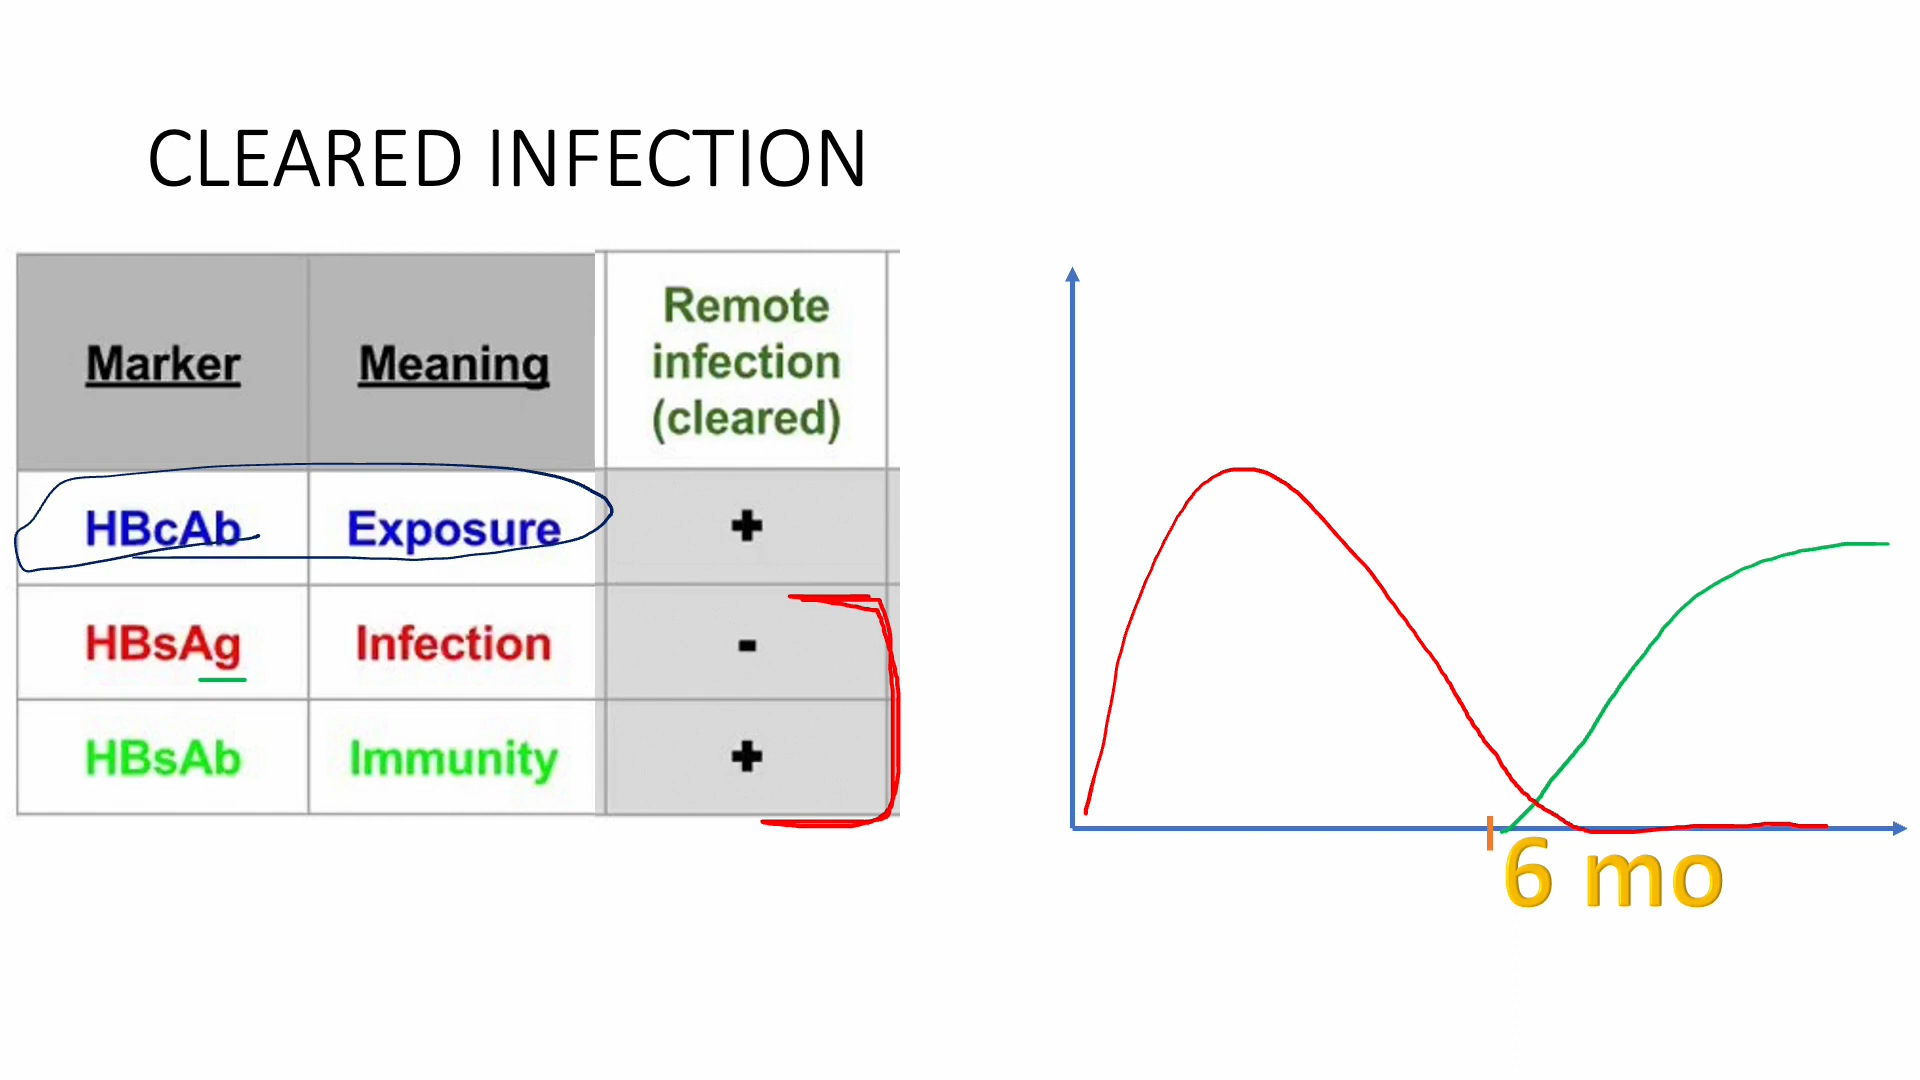 CLEARED INFECTION
Marker Meaning Remote
infection
(cleared)
HBcAb Exposure +
HBsAg Infection -
HBsAb Immunity +
6 mo